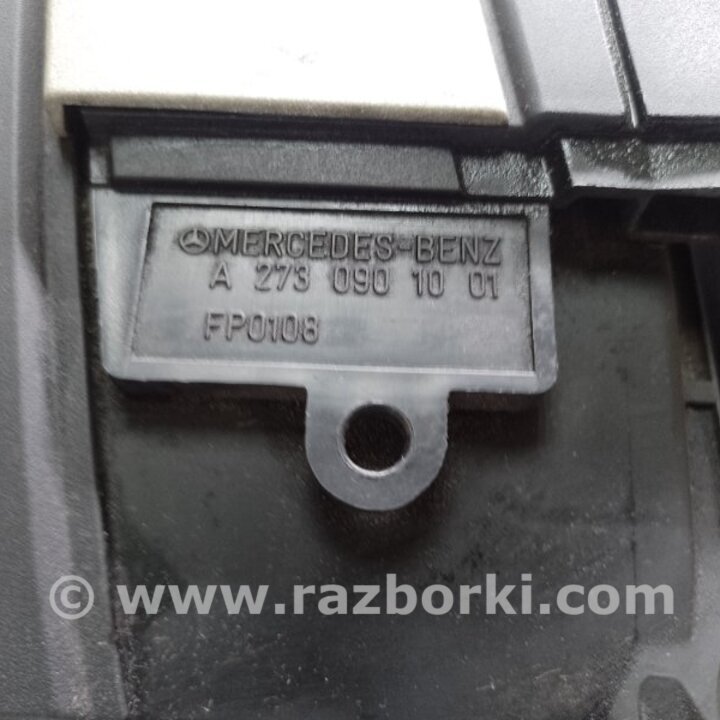 MERCEDES-BENZ
A 273 090 10 01
FP0108
© www.razborki.com